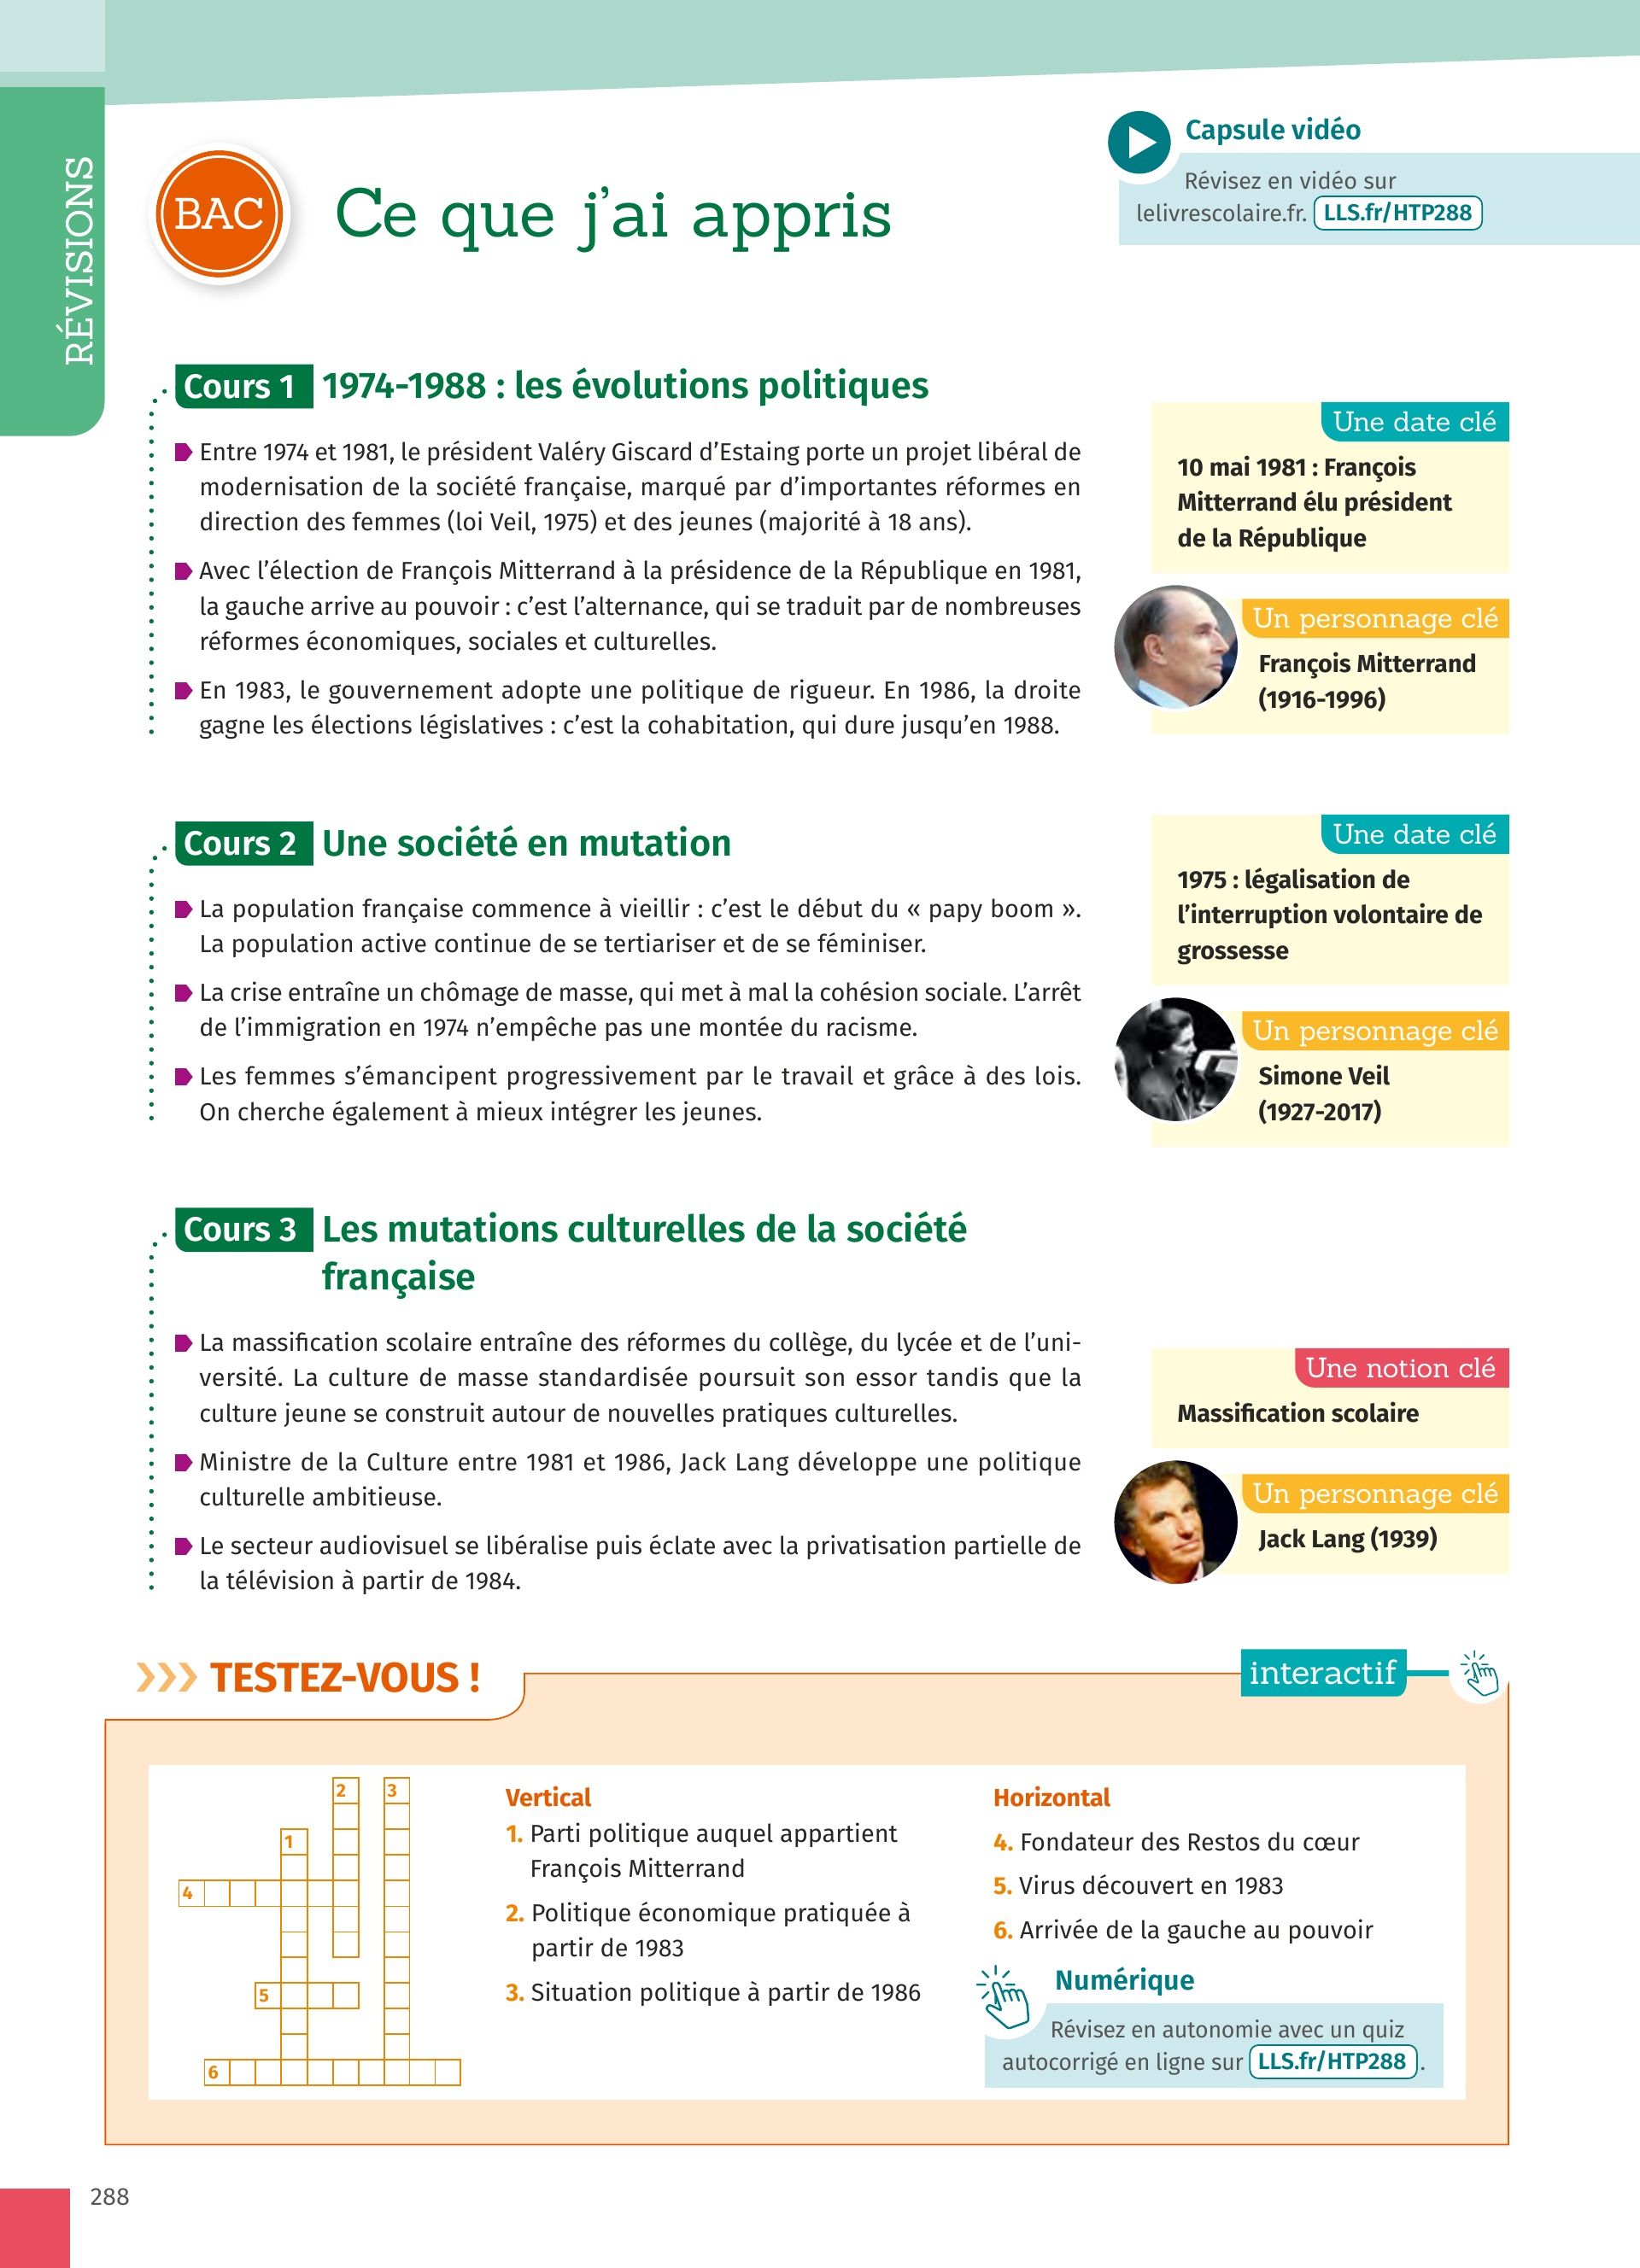 RÉVISIONS
BAC
Ce que j’ai appris
Capsule vidéo
Révisez en vidéo sur
lelivrescolaire.fr. LLS.fr/HTP288
Cours 1 1974-1988 : les évolutions politiques
Entre 1974 et 1981, le président Valéry Giscard d’Estaing porte un projet libéral de
modernisation de la société française, marqué par d’importantes réformes en
direction des femmes (loi Veil, 1975) et des jeunes (majorité à 18 ans).
Avec l’élection de François Mitterrand à la présidence de la République en 1981,
la gauche arrive au pouvoir : c’est l’alternance, qui se traduit par de nombreuses
réformes économiques, sociales et culturelles.
En 1983, le gouvernement adopte une politique de rigueur. En 1986, la droite
gagne les élections législatives : c’est la cohabitation, qui dure jusqu’en 1988.
Une date clé
10 mai 1981 : François
Mitterrand élu président
de la République
Un personnage clé
François Mitterrand
(1916-1996)
Cours 2 Une société en mutation
La population française commence à vieillir : c’est le début du « papy boom ».
La population active continue de se tertiariser et de se féminiser.
La crise entraîne un chômage de masse, qui met à mal la cohésion sociale. L’arrêt
de l’immigration en 1974 n’empêche pas une montée du racisme.
Les femmes s’émancipent progressivement par le travail et grâce à des lois.
On cherche également à mieux intégrer les jeunes.
Une date clé
1975 : légalisation de
l’interruption volontaire de
grossesse
Un personnage clé
Simone Veil
(1927-2017)
Cours 3 Les mutations culturelles de la société
française
La massification scolaire entraîne des réformes du collège, du lycée et de l’uni-
versité. La culture de masse standardisée poursuit son essor tandis que la
culture jeune se construit autour de nouvelles pratiques culturelles.
Ministre de la Culture entre 1981 et 1986, Jack Lang développe une politique
culturelle ambitieuse.
Le secteur audiovisuel se libéralise puis éclate avec la privatisation partielle de
la télévision à partir de 1984.
Une notion clé
Massification scolaire
Un personnage clé
Jack Lang (1939)
TESTEZ-VOUS !
interactif
2 3
1
4
5
6
Vertical
1. Parti politique auquel appartient
François Mitterrand
2. Politique économique pratiquée à
partir de 1983
3. Situation politique à partir de 1986
Horizontal
4. Fondateur des Restos du cœur
5. Virus découvert en 1983
6. Arrivée de la gauche au pouvoir
Numérique
Révisez en autonomie avec un quiz
autocorrigé en ligne sur LLS.fr/HTP288 .
288